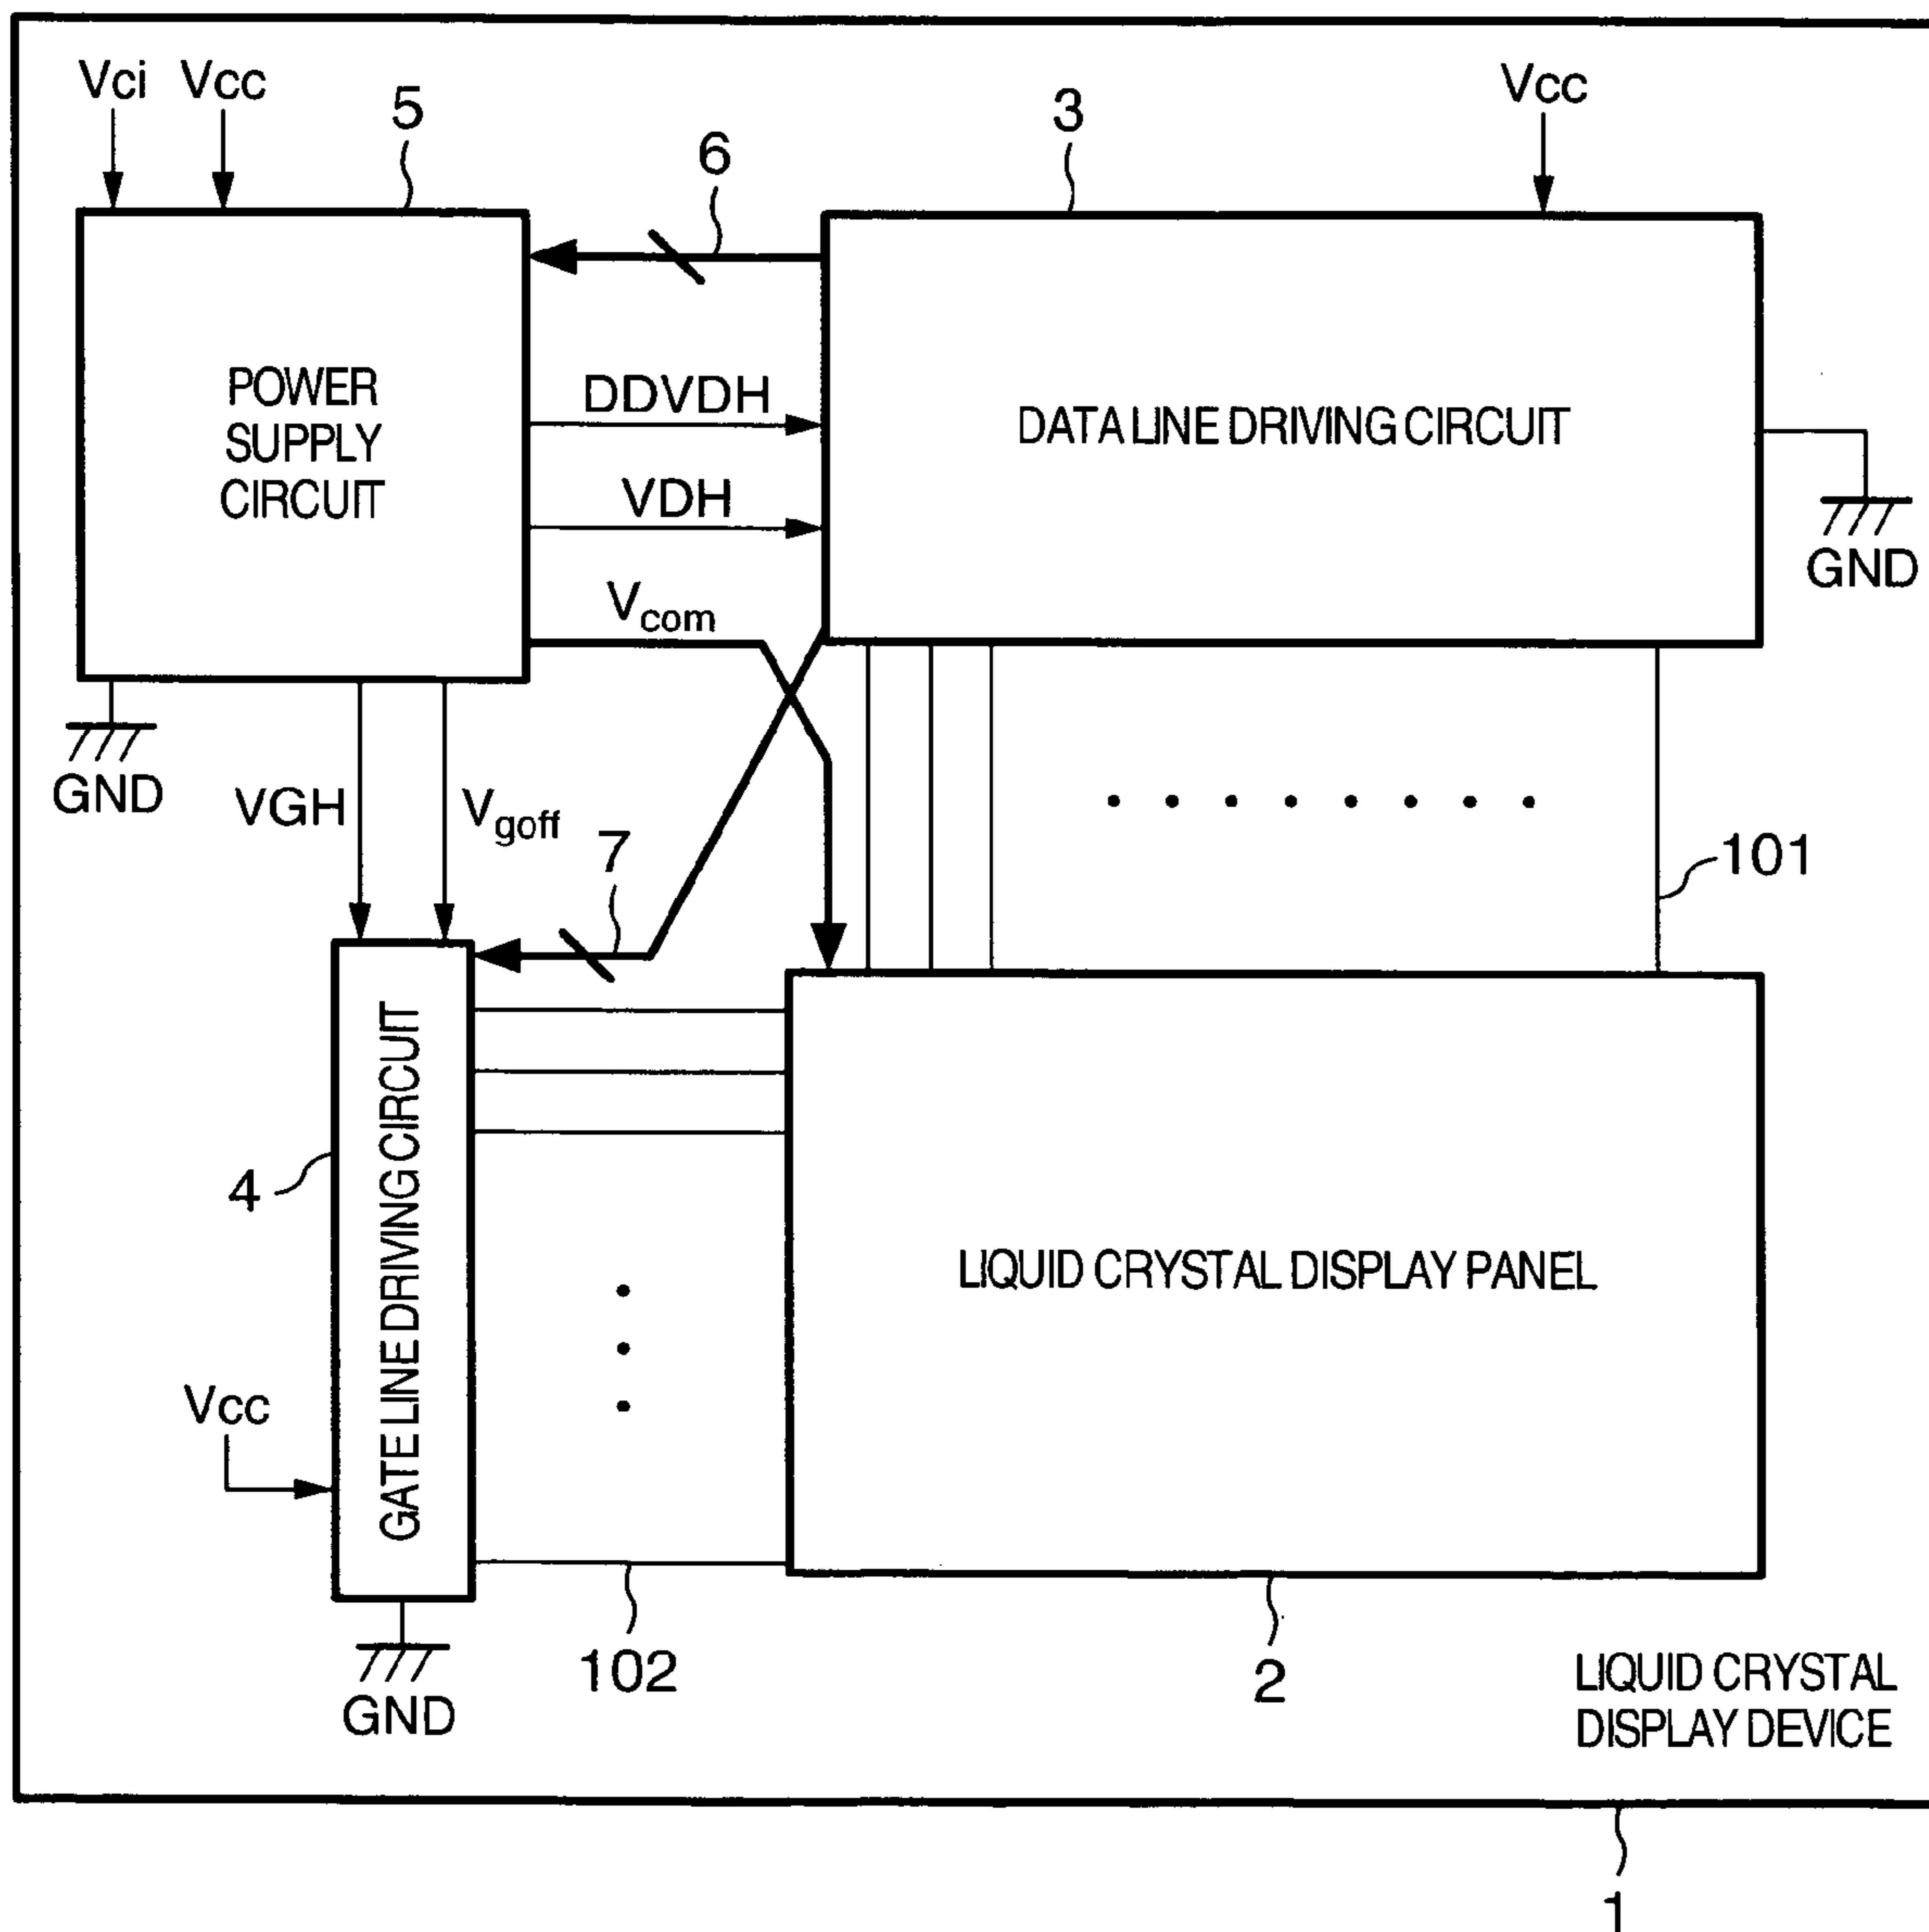 Vci Vcc
5
3
Vcc
6
POWER
SUPPLY
CIRCUIT
DDVDH
VDH
Vcom
DATA LINE DRIVING CIRCUIT
GND
GND
VGH
Vgoff
7
101
GATE LINE DRIVING CIRCUIT
4
LIQUID CRYSTAL DISPLAY PANEL
Vcc
102
2
GND
LIQUID CRYSTAL
DISPLAY DEVICE
1